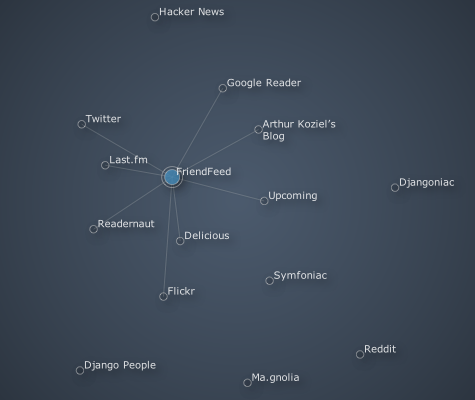 Hacker News
Google Reader
Twitter
Arthur Koziel’s
Blog
Last.fm
FriendFeed
Djangoniac
Upcoming
Readernaut
Delicious
Symfoniac
Flickr
Reddit
Django People
Ma.gnolia